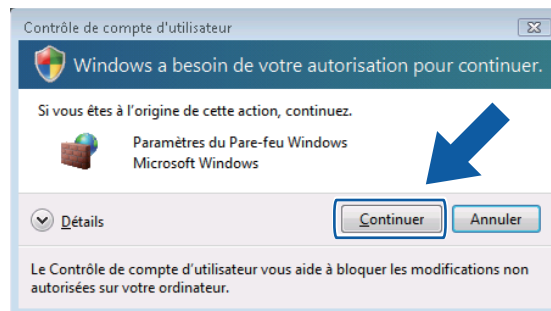 Contrôle de compte d'utilisateur
Windows a besoin de votre autorisation pour continuer.
Si vous êtes à l'origine de cette action, continuez.
Paramètres du Pare-feu Windows
Microsoft Windows
Détails
Continuer
Annuler
Le Contrôle de compte d'utilisateur vous aide à bloquer les modifications non
autorisées sur votre ordinateur.